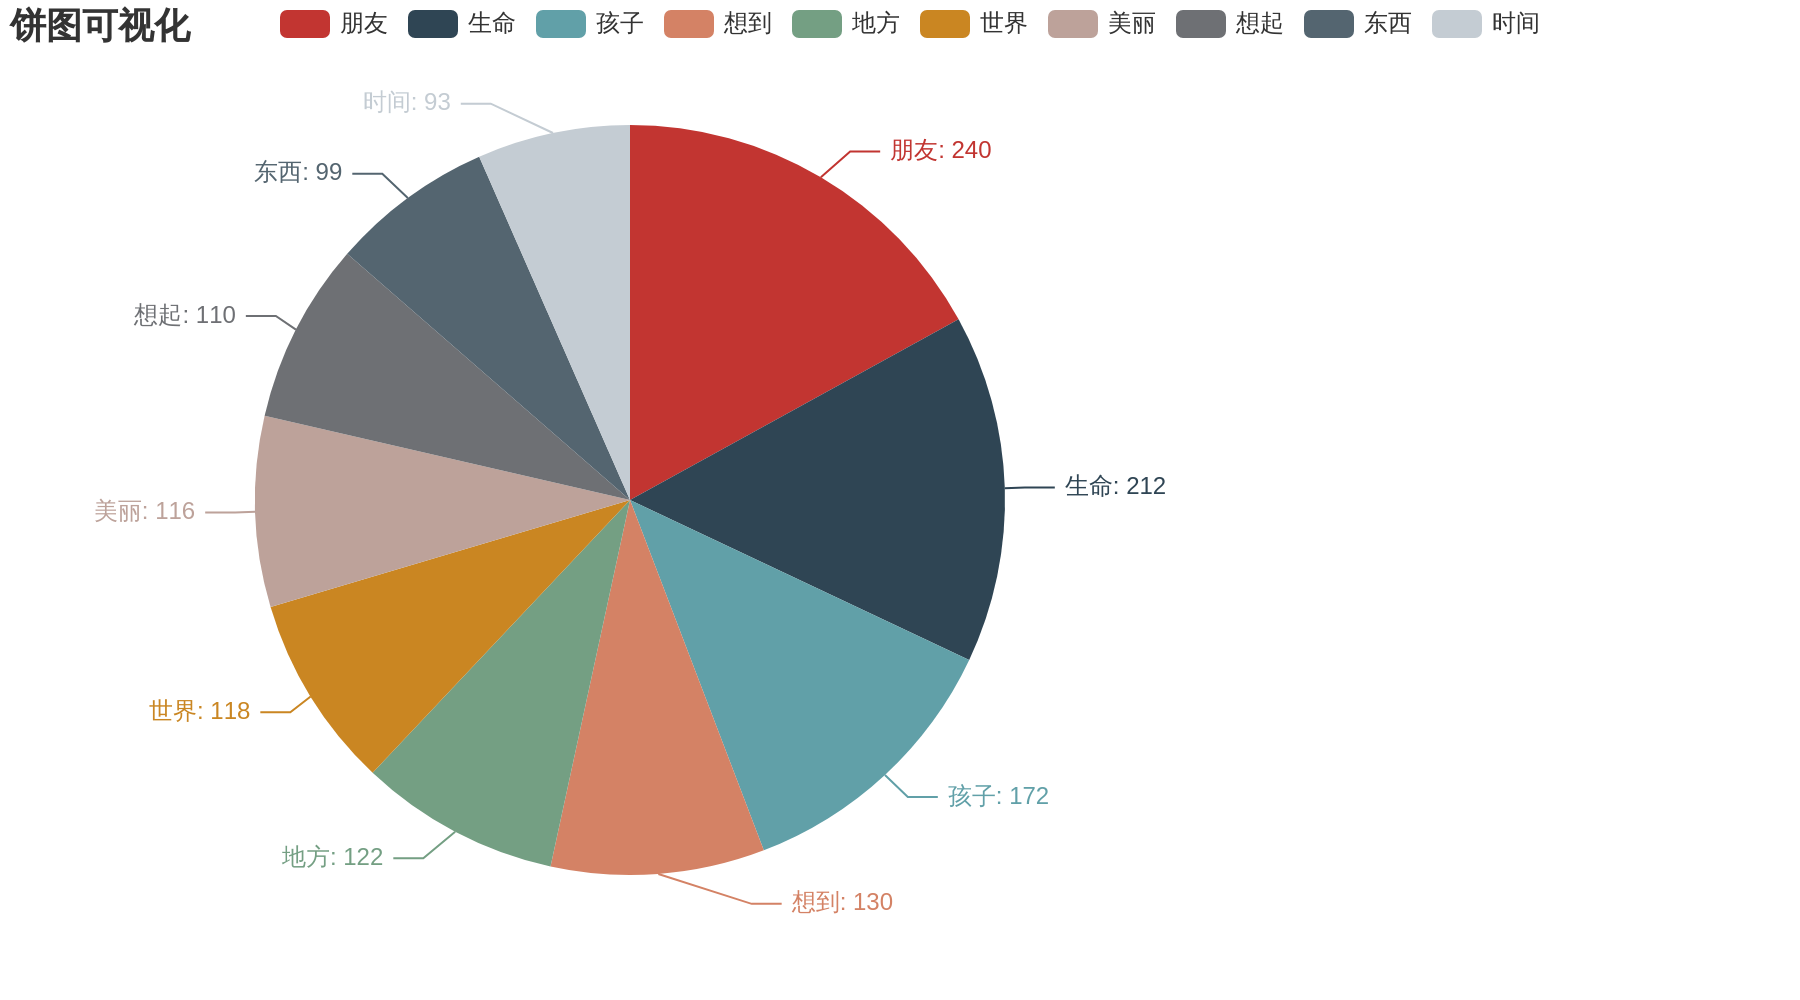 饼图可视化
朋友 生命 孩子 想到 地方 世界 美丽 想起 东西 时间
时间: 93
朋友: 240
东西: 99
想起: 110
生命: 212
美丽: 116
世界: 118
孩子: 172
地方: 122
想到: 130